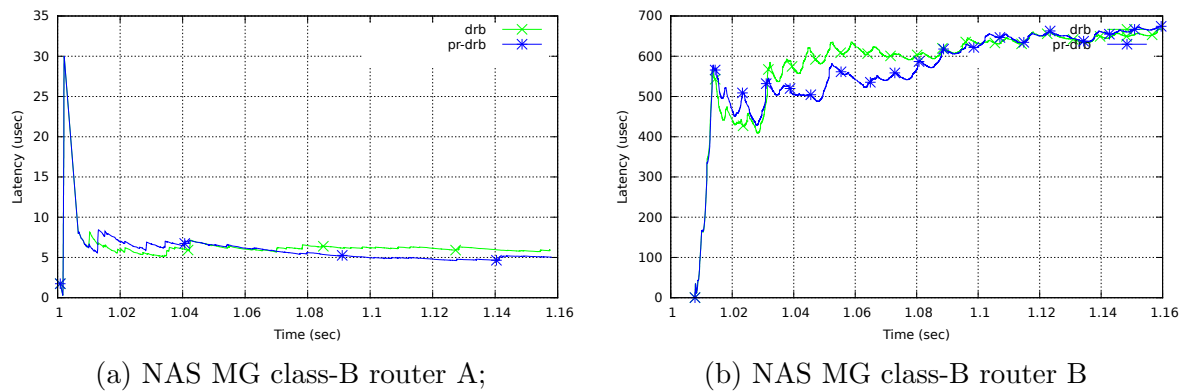 35
30
25
20
15
10
5
0
Latency (usec)
1 1.02 1.04 1.06 1.08 1.1 1.12 1.14 1.16
Time (sec)
drb
pr-drb
(a) NAS MG class-B router A;
700
600
500
400
300
200
100
0
Latency (usec)
1 1.02 1.04 1.06 1.08 1.1 1.12 1.14 1.16
Time (sec)
drb
pr-drb
(b) NAS MG class-B router B